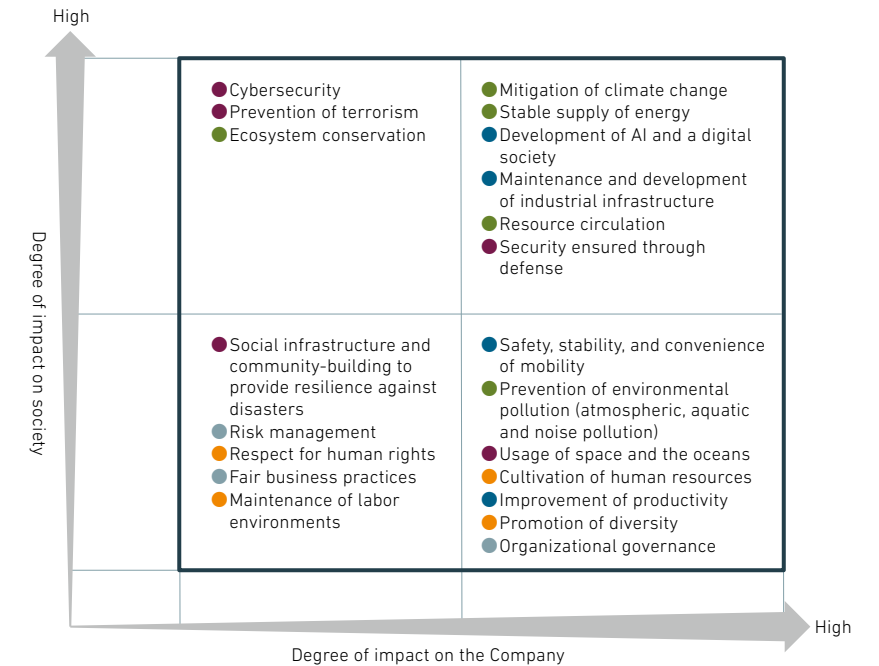 High
Cybersecurity
Prevention of terrorism
Ecosystem conservation
Mitigation of climate change
Stable supply of energy
Development of AI and a digital
society
Maintenance and development
of industrial infrastructure
Resource circulation
Security ensured through
defense
Degree of impact on society
Social infrastructure and
community-building to
provide resilience against
disasters
Risk management
Respect for human rights
Fair business practices
Maintenance of labor
environments
Safety, stability, and convenience
of mobility
Prevention of environmental
pollution (atmospheric, aquatic
and noise pollution)
Usage of space and the oceans
Cultivation of human resources
Improvement of productivity
Promotion of diversity
Organizational governance
High
Degree of impact on the Company